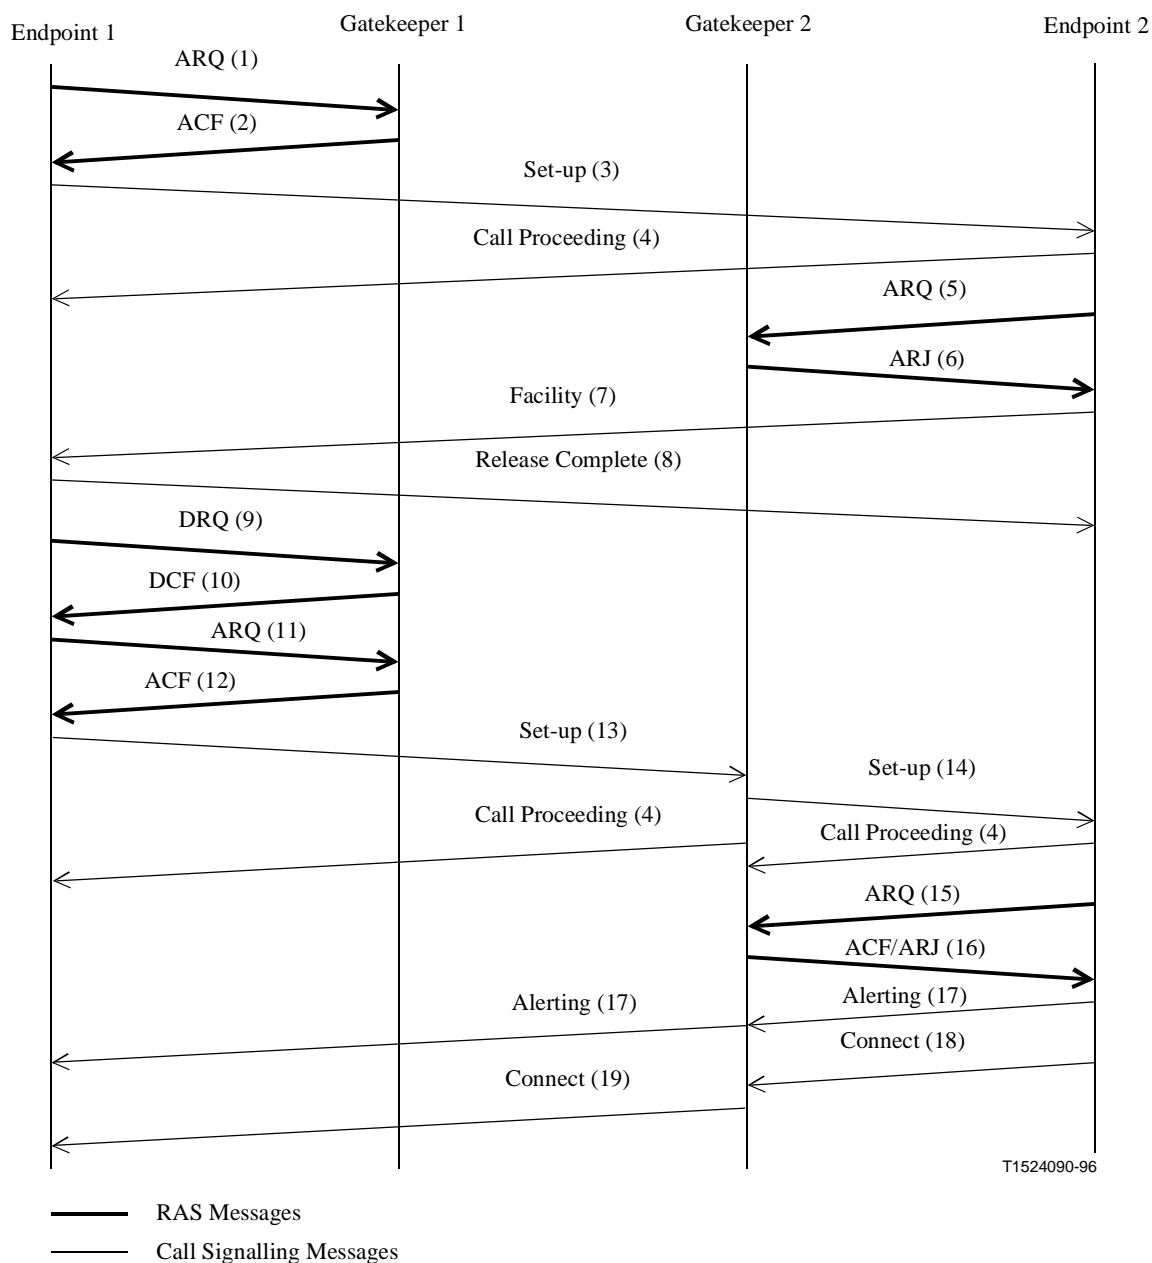 Endpoint 1
Gatekeeper 1
Gatekeeper 2
Endpoint 2
ARQ (1)
ACF (2)
Set-up (3)
Call Proceeding (4)
ARQ (5)
ARJ (6)
Facility (7)
Release Complete (8)
DRQ (9)
DCF (10)
ARQ (11)
ACF (12)
Set-up (13)
Set-up (14)
Call Proceeding (4)
Call Proceeding (4)
ARQ (15)
ACF/ARJ (16)
Alerting (17)
Alerting (17)
Connect (18)
Connect (19)
T1524090-96
RAS Messages
Call Signalling Messages